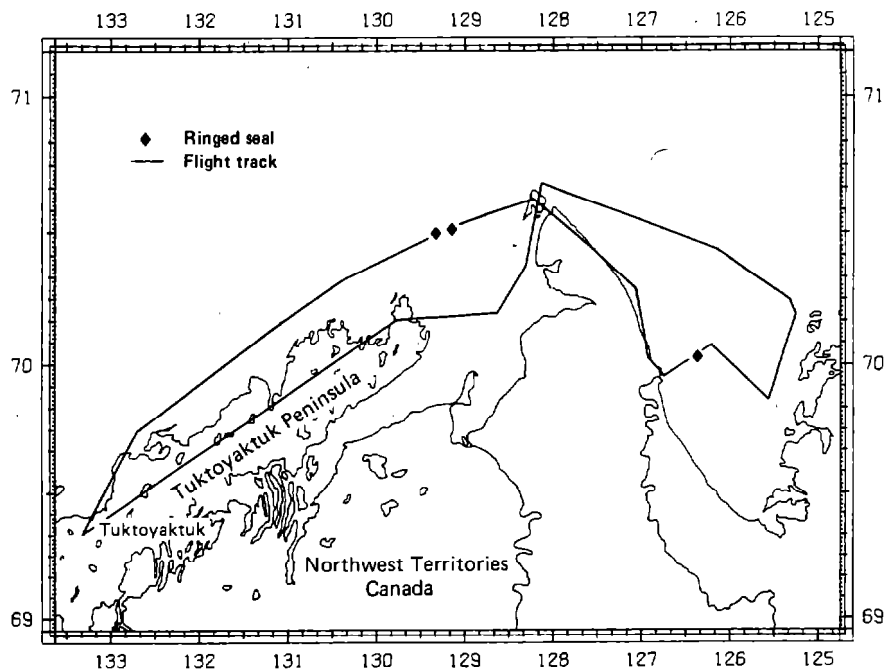 133 132 131 130 129 128 127 126 125
71 71
Ringed seal
Flight track
70 70
Tuktoyaktuk Peninsula
Tuktoyaktuk
Northwest Territories
Canada
69 69
133 132 131 130 129 128 127 126 125